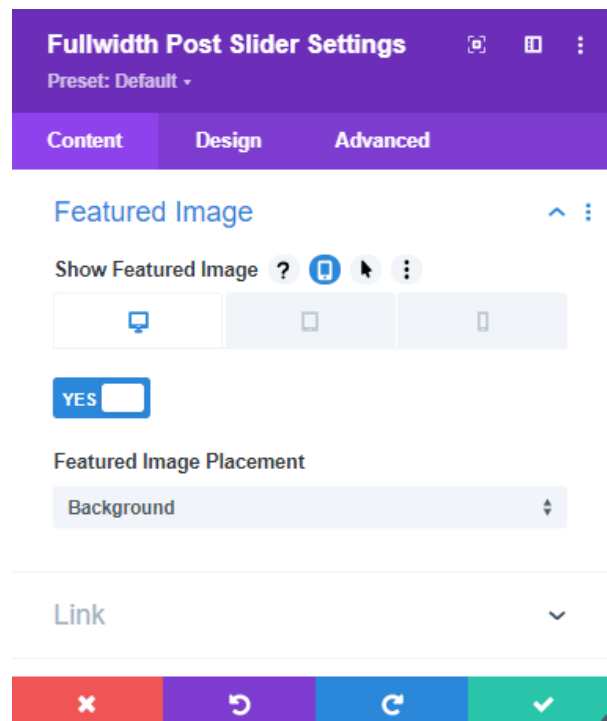 Fullwidth Post Slider Settings
Preset: Default
Content Design Advanced
Featured Image
Show Featured Image ?
YES
Featured Image Placement
Background
Link